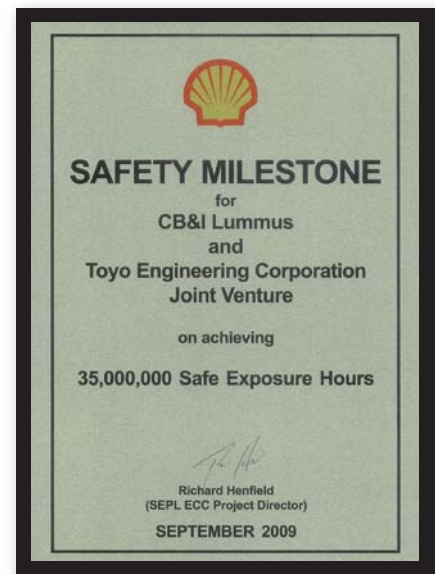 SAFETY MILESTONE
for
CB&I Lummus
and
Toyo Engineering Corporation
Joint Venture
on achieving
35,000,000 Safe Exposure Hours
Richard Henfield
(SEPL ECC Project Director)
SEPTEMBER 2009